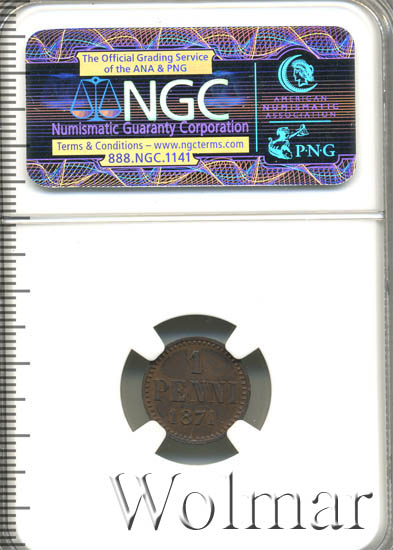 The Official Grading Service
of the ANA & PNG
NGC
Numismatic Guaranty Corporation
Terms & Conditions – www.ngcterms.com
888.NGC.1141
AMERICAN
NUMISMATIC
ASSOCIATION
PNG
1
PENNI
1871
Wolmar